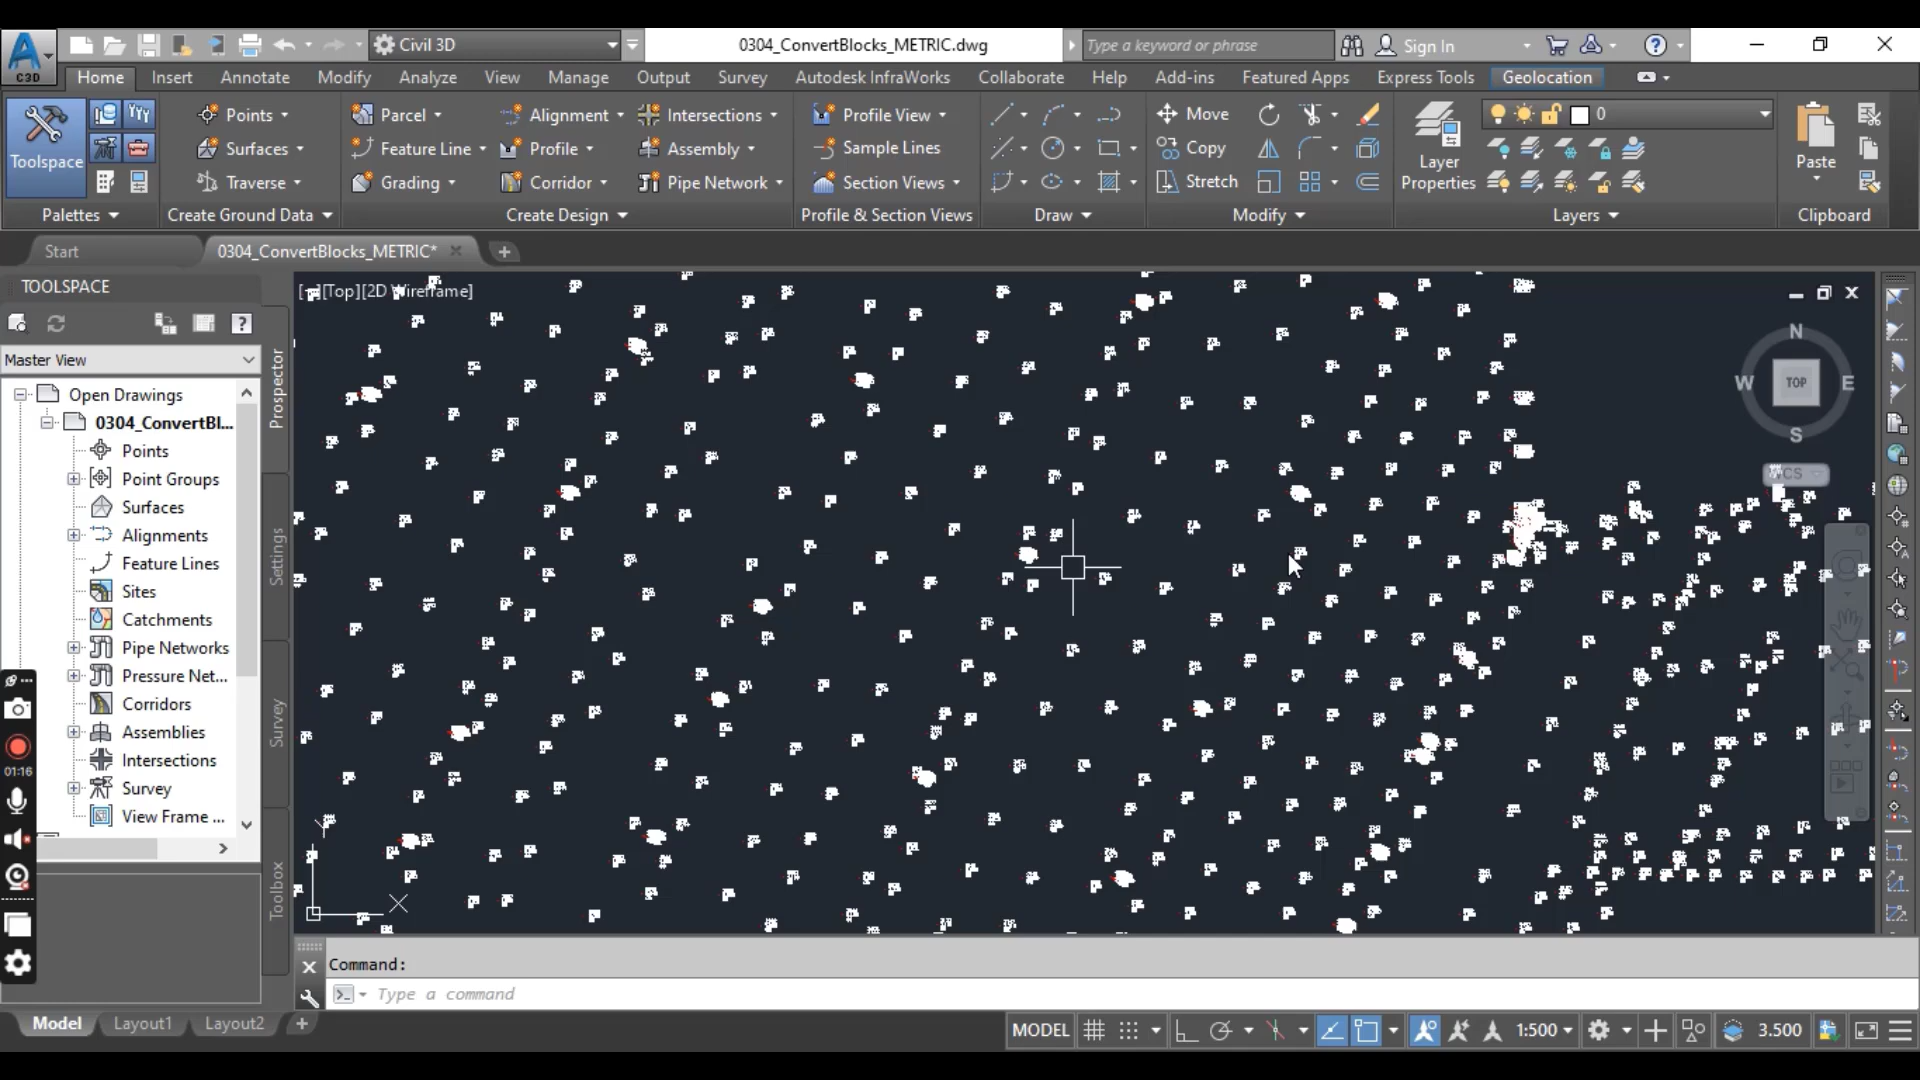 C3D
Civil 3D
0304_ConvertBlocks_METRIC.dwg
Type a keyword or phrase
Sign In
Home Insert Annotate Modify Analyze View Manage Output Survey Autodesk InfraWorks Collaborate Help Add-ins Featured Apps Express Tools Geolocation
Points Parcel Alignment Intersections Profile View Move 0
Toolspace Surfaces Feature Line Profile Assembly Sample Lines Copy Layer Properties Paste
Traverse Grading Corridor Pipe Network Section Views Stretch
Palettes Create Ground Data Create Design Profile & Section Views Draw Modify Layers Clipboard
Start 0304_ConvertBlocks_METRIC*
TOOLSPACE
[-][Top][2D Wireframe]
Master View
Open Drawings
0304_ConvertBl...
Points
Point Groups
Surfaces
Alignments
Feature Lines
Sites
Catchments
Pipe Networks
Pressure Net...
Corridors
Assemblies
Intersections
Survey
View Frame ...
Prospector
Settings
Survey
Toolbox
N
W TOP E
S
01:16
Y
X
Command:
Type a command
Model Layout1 Layout2
MODEL 1:500 3.500